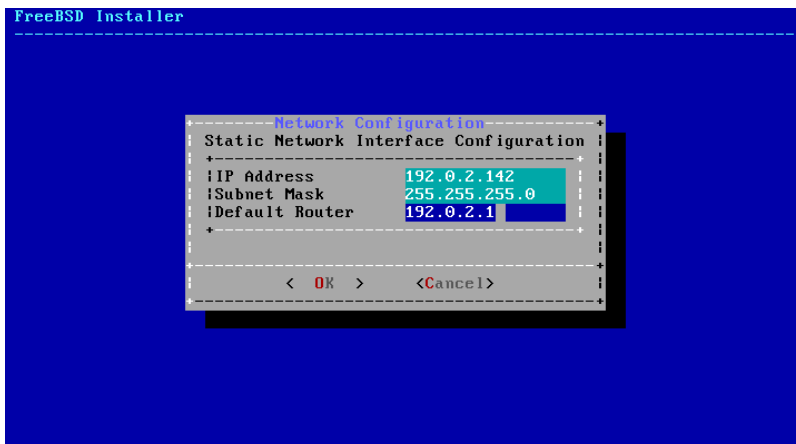 FreeBSD Installer
Network Configuration
Static Network Interface Configuration
IP Address 192.0.2.142
Subnet Mask 255.255.255.0
Default Router 192.0.2.1
< OK > <Cancel>